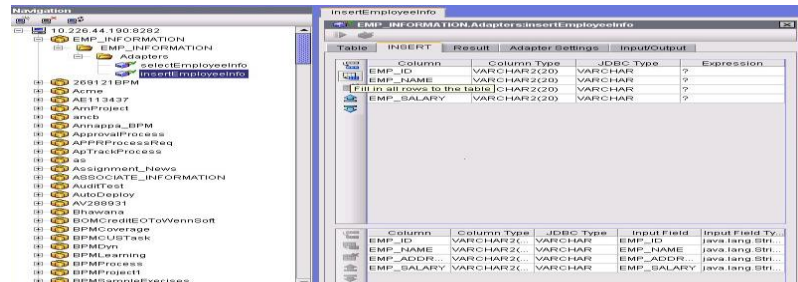 Navigation
10.226.44.190:8282
EMP_INFORMATION
EMP_INFORMATION
Adapters
selectEmployeeInfo
insertEmployeeInfo
269121BPM
Acme
AE113437
AmProject
ancb
Annappa_BPM
ApprovalProcess
APPRProcessReq
ApTrackProcess
as
Assignment_News
ASSOCIATE_INFORMATION
AuditTest
AutoDeploy
AV288931
Bhawana
BOMCreditEOToWennSoft
BPMCoverage
BPMCUSTask
BPMDyn
BPMLearning
BPMProcess
BPMProject1
BPMSampleExecises
insertEmployeeInfo
EMP_INFORMATION.Adapters:insertEmployeeInfo
Table INSERT Result Adapter Settings Input/Output
Column Column Type JDBC Type Expression
EMP_ID VARCHAR2(20) VARCHAR ?
EMP_NAME VARCHAR2(20) VARCHAR ?
Fill in all rows to the table VARCHAR2(20) VARCHAR ?
EMP_SALARY VARCHAR2(20) VARCHAR ?
Column Column Type JDBC Type Input Field Input Field Ty...
EMP_ID VARCHAR2(... VARCHAR EMP_ID java.lang.Stri...
EMP_NAME VARCHAR2(... VARCHAR EMP_NAME java.lang.Stri...
EMP_ADDR... VARCHAR2(... VARCHAR EMP_ADDR... java.lang.Stri...
EMP_SALARY VARCHAR2(... VARCHAR EMP_SALARY java.lang.Stri...